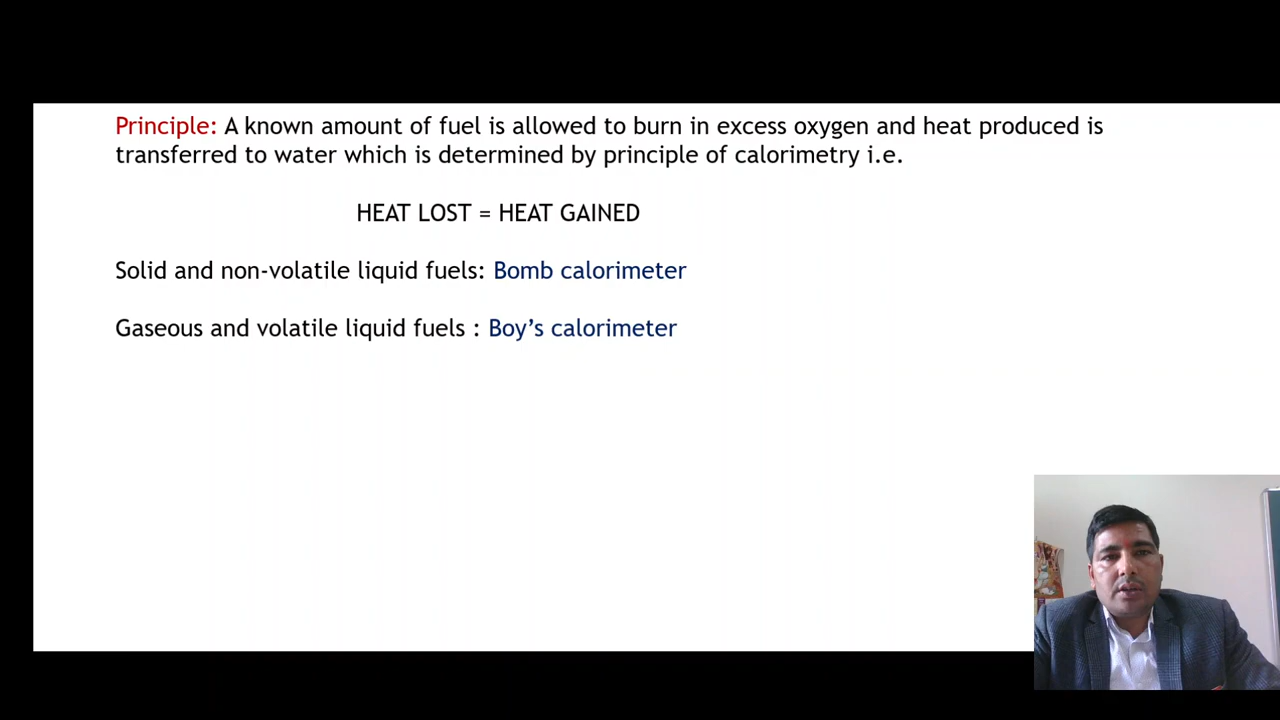 Principle: A known amount of fuel is allowed to burn in excess oxygen and heat produced is
transferred to water which is determined by principle of calorimetry i.e.
HEAT LOST = HEAT GAINED
Solid and non-volatile liquid fuels: Bomb calorimeter
Gaseous and volatile liquid fuels : Boy’s calorimeter